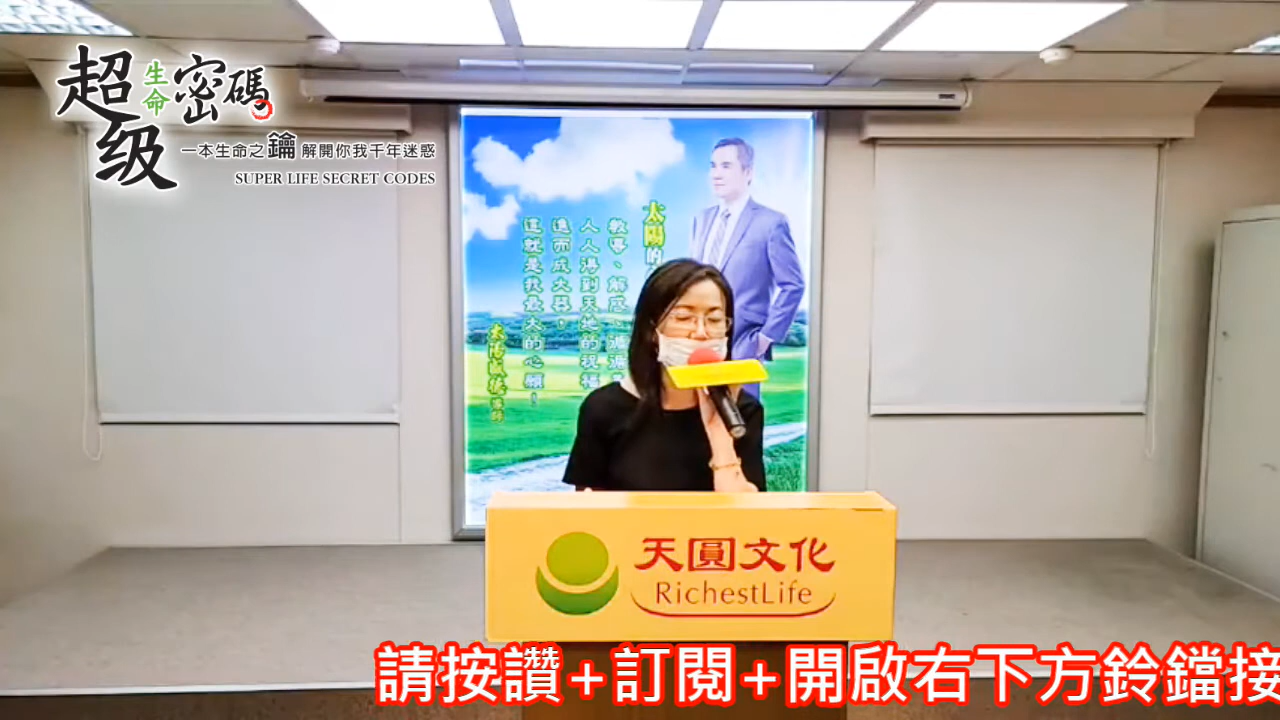 超级
生命
密碼
一本生命之鑰 解開你我千年迷惑
SUPER LIFE SECRET CODES
太陽的
教導、解惑、
人人得到天地的祝福
進而成大器，
這就是我最大的心願！
太陽盛德 導師
天圓文化
RichestLife
請按讚+訂閱+開啟右下方鈴鐺接